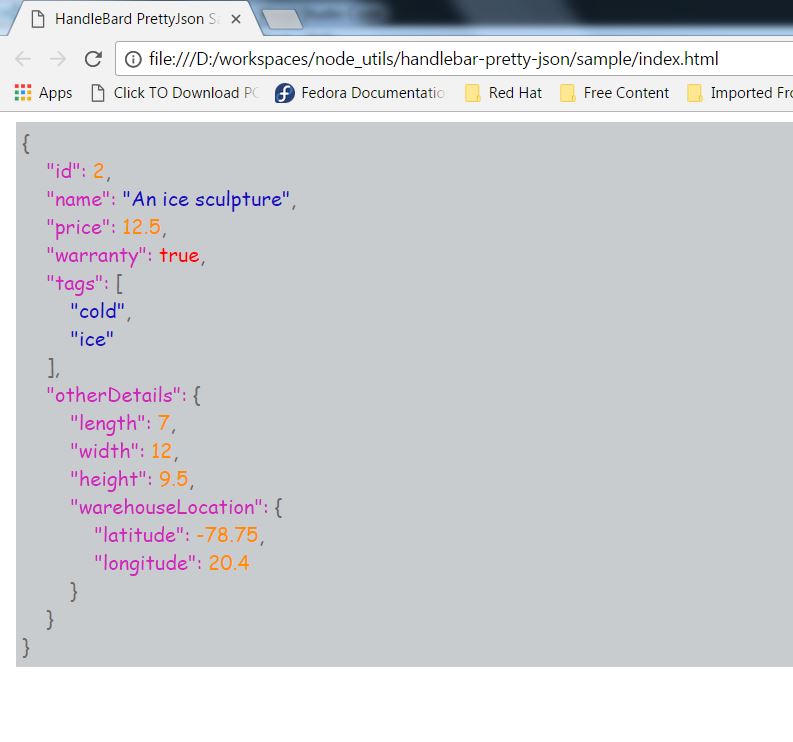 HandleBard PrettyJson Sa
file:///D:/workspaces/node_utils/handlebar-pretty-json/sample/index.html
Apps Click TO Download PC Fedora Documentatio Red Hat Free Content Imported Fro
{
"id": 2,
"name": "An ice sculpture",
"price": 12.5,
"warranty": true,
"tags": [
"cold",
"ice"
],
"otherDetails": {
"length": 7,
"width": 12,
"height": 9.5,
"warehouseLocation": {
"latitude": -78.75,
"longitude": 20.4
}
}
}